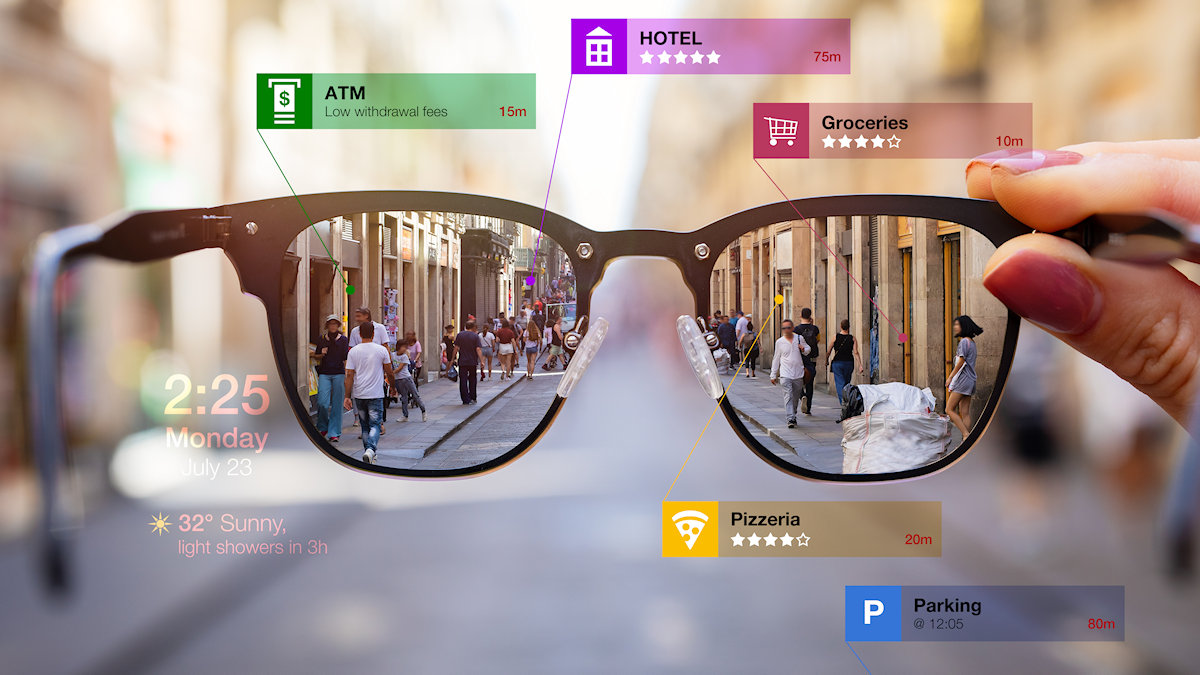 HOTEL
75m
ATM
Low withdrawal fees
15m
$
Groceries
10m
2:25
Monday
July 23
32° Sunny,
light showers in 3h
Pizzeria
20m
P
Parking
@ 12:05
80m